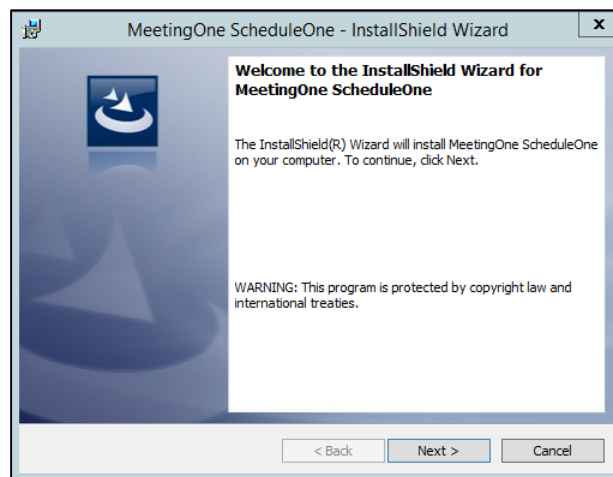 MeetingOne ScheduleOne - InstallShield Wizard
x
Welcome to the InstallShield Wizard for
MeetingOne ScheduleOne
The InstallShield(R) Wizard will install MeetingOne ScheduleOne
on your computer. To continue, click Next.
WARNING: This program is protected by copyright law and
international treaties.
< Back
Next >
Cancel